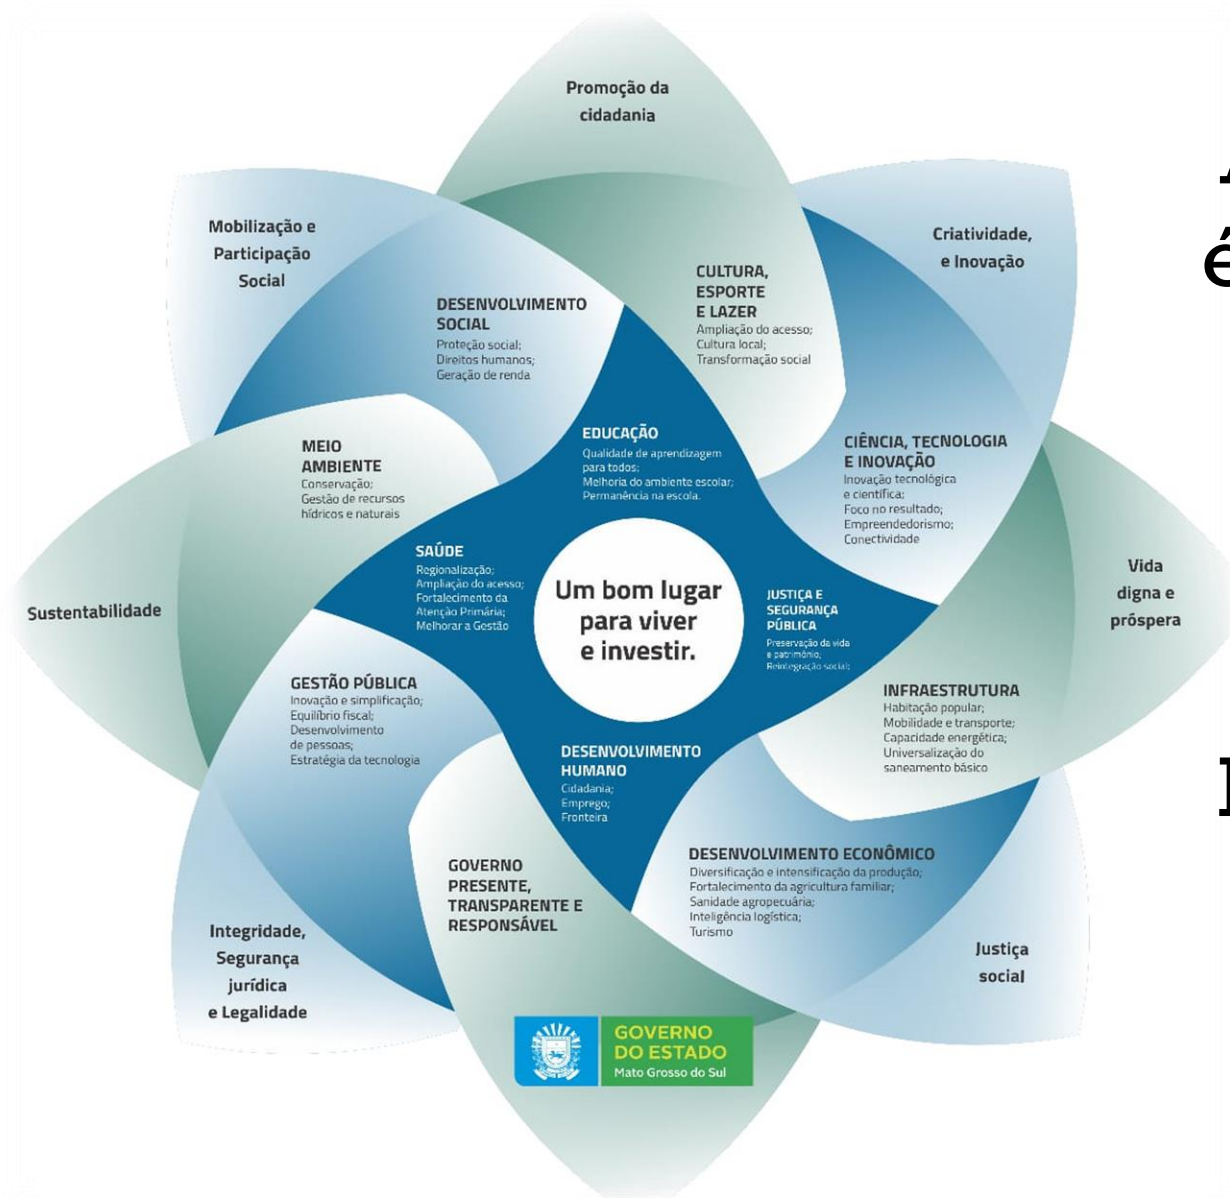 Promoção da
cidadania
Mobilização e
Participação
Social
Criatividade,
e Inovação
é
DESENVOLVIMENTO
SOCIAL
Proteção social;
Direitos humanos;
Geração de renda
CULTURA,
ESPORTE
E LAZER
Ampliação do acesso;
Cultura local;
Transformação social
MEIO
AMBIENTE
Conservação;
Gestão de recursos
hídricos e naturais
EDUCAÇÃO
Qualidade de aprendizagem
para todos;
Melhoria do ambiente escolar;
Permanência na escola.
CIÊNCIA, TECNOLOGIA
E INOVAÇÃO
Inovação tecnológica
e científica;
Foco no resultado;
Empreendedorismo;
Conectividade
Sustentabilidade
SAÚDE
Regionalização;
Ampliação do acesso;
Fortalecimento da
Atenção Primária;
Melhorar a Gestão
Um bom lugar
para viver
e investir.
JUSTIÇA E
SEGURANÇA
PÚBLICA
Preservação da vida
e patrimônio;
Reintegração social;
Vida
digna e
próspera
GESTÃO PÚBLICA
Inovação e simplificação;
Equilíbrio fiscal;
Desenvolvimento
de pessoas;
Estratégia da tecnologia
INFRAESTRUTURA
Habitação popular;
Mobilidade e transporte;
Capacidade energética;
Universalização do
saneamento básico
DESENVOLVIMENTO
HUMANO
Cidadania;
Emprego;
Fronteira
GOVERNO
PRESENTE,
TRANSPARENTE E
RESPONSÁVEL
DESENVOLVIMENTO ECONÔMICO
Diversificação e intensificação da produção;
Fortalecimento da agricultura familiar;
Sanidade agropecuária;
Inteligência logística;
Turismo
Integridade,
Segurança
jurídica
e Legalidade
Justiça
social
GOVERNO
DO ESTADO
Mato Grosso do Sul